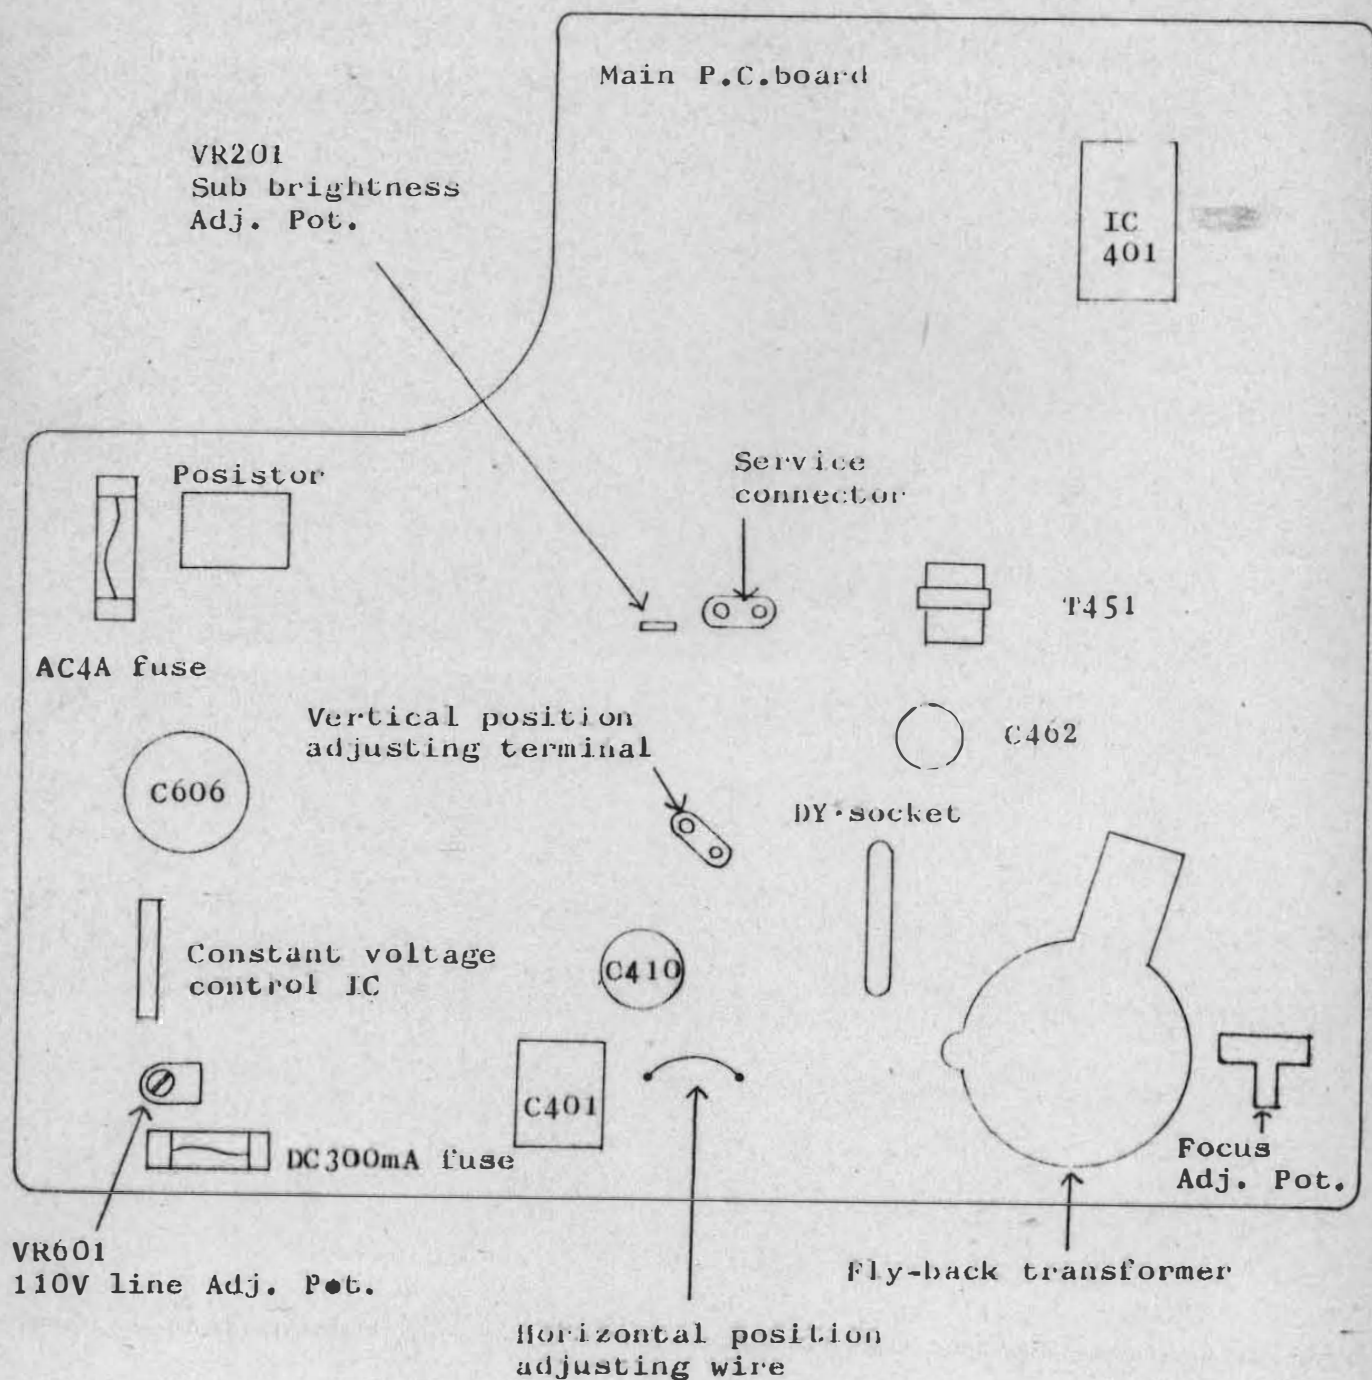 Main P.C.board
VR201
Sub brightness
Adj. Pot.
IC
401
Posistor
Service
connector
T451
AC4A fuse
Vertical position
adjusting terminal
C462
C606
DY·socket
Constant voltage
control IC
C410
C401
DC300mA fuse
Focus
Adj. Pot.
VR601
110V line Adj. Pot.
Fly-back transformer
Horizontal position
adjusting wire